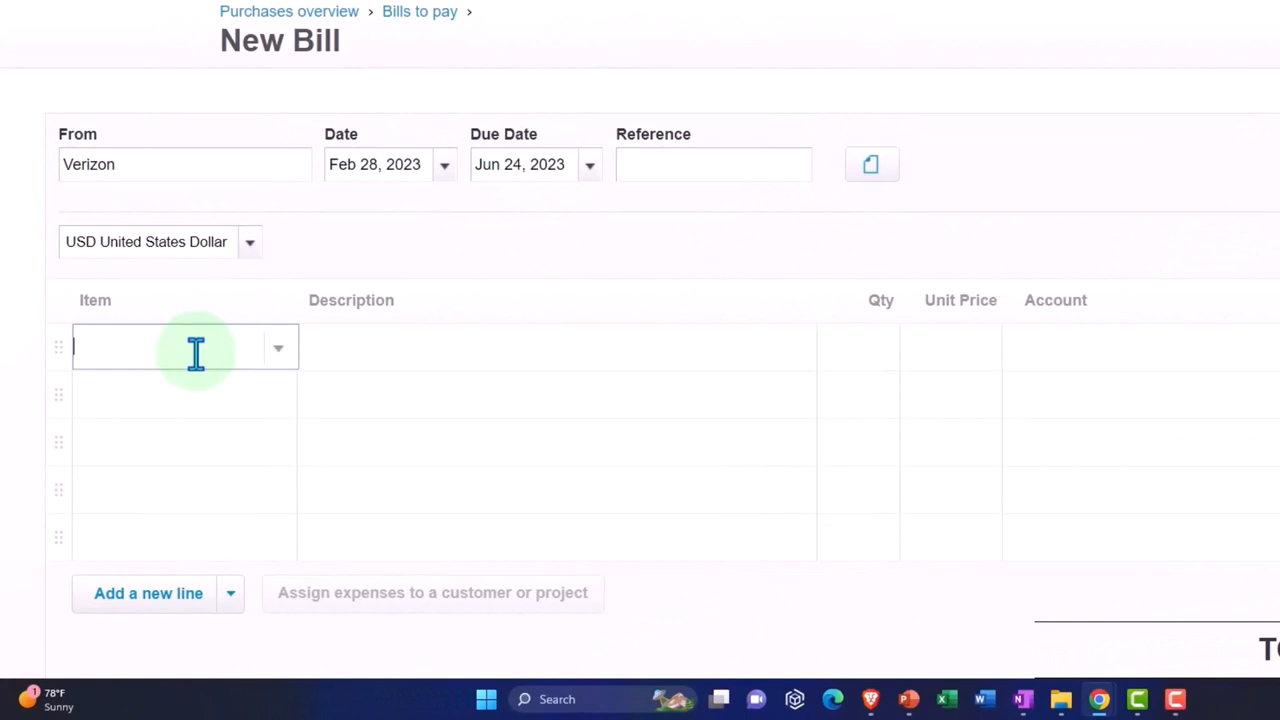 Purchases overview › Bills to pay ›
New Bill
From Date Due Date Reference
Verizon Feb 28, 2023 Jun 24, 2023
USD United States Dollar
Item Description Qty Unit Price Account
Add a new line Assign expenses to a customer or project
78°F
Sunny
1
Search